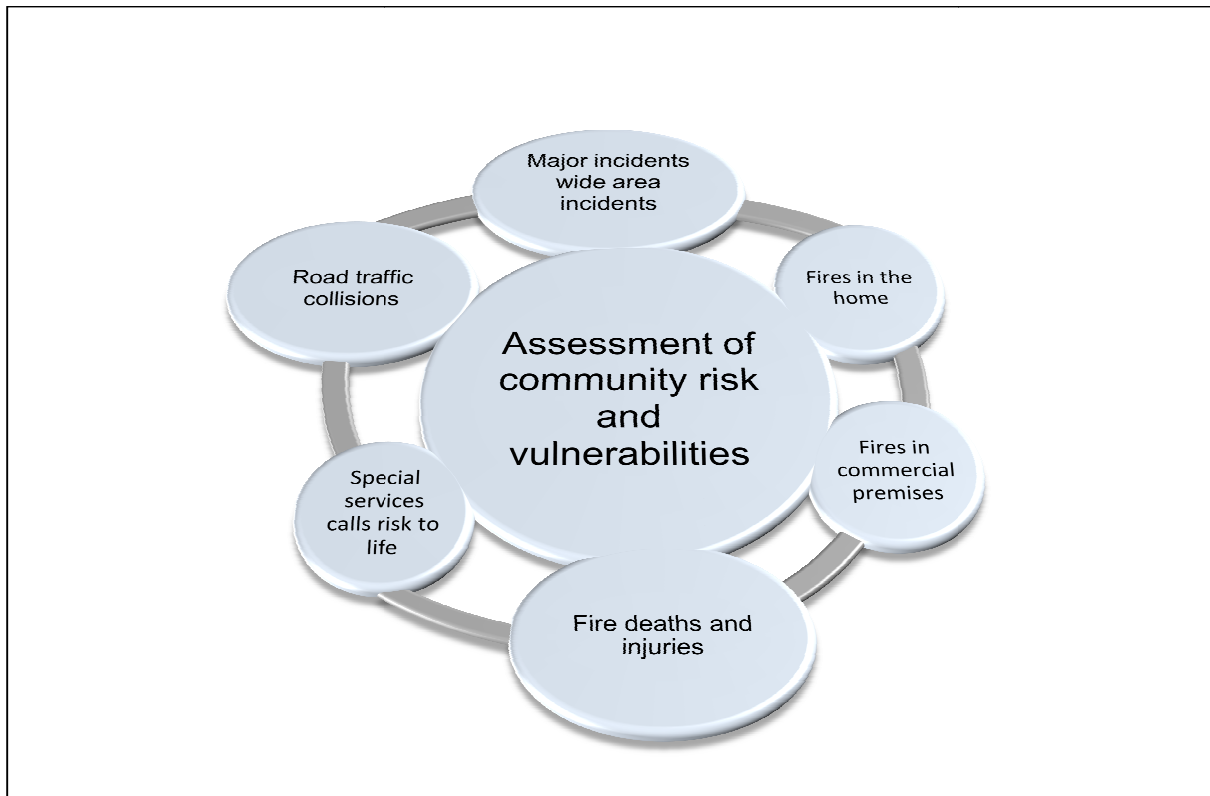 Major incidents
wide area
incidents
Road traffic
collisions
Fires in the
home
Assessment of
community risk
and
vulnerabilities
Special
services
calls risk to
life
Fires in
commercial
premises
Fire deaths and
injuries